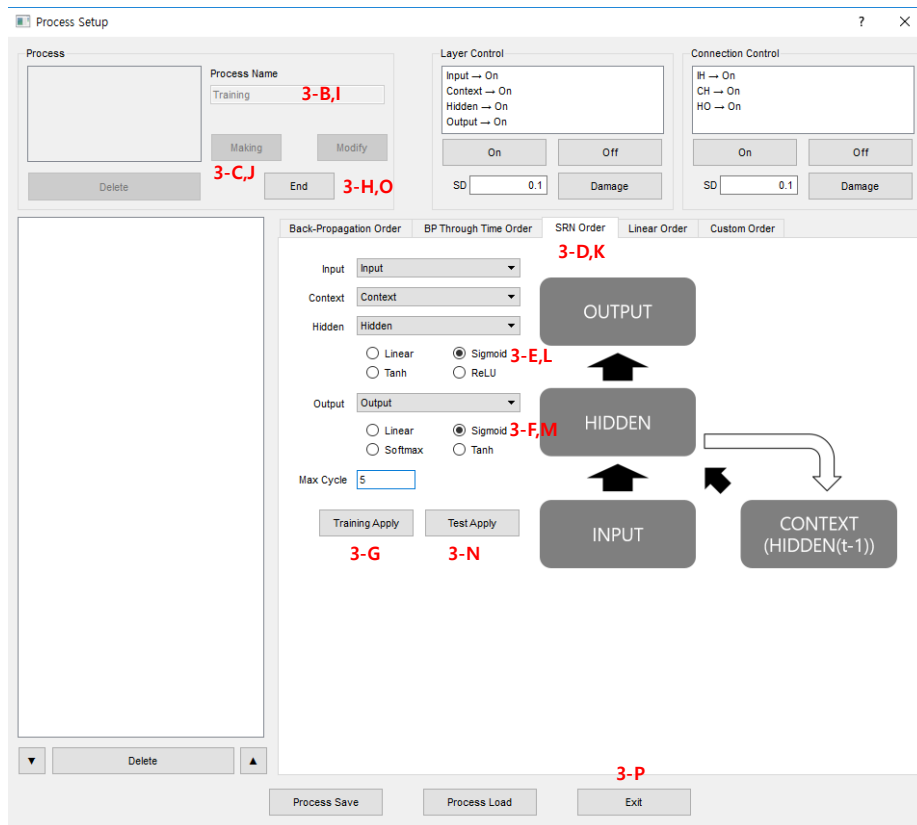 Process Setup
? ×
Process
Process Name
Training
3-B,I
Making
Modify
3-C,J
Delete
End
3-H,O
Layer Control
Input → On
Context → On
Hidden → On
Output → On
On
Off
SD
0.1
Damage
Connection Control
IH → On
CH → On
HO → On
On
Off
SD
0.1
Damage
Back-Propagation Order
BP Through Time Order
SRN Order
Linear Order
Custom Order
3-D,K
Input
Input
Context
Context
Hidden
Hidden
Linear
Sigmoid
3-E,L
Tanh
ReLU
Output
Output
Linear
Sigmoid
3-F,M
Softmax
Tanh
Max Cycle
5
Training Apply
Test Apply
3-G
3-N
OUTPUT
HIDDEN
INPUT
CONTEXT
(HIDDEN(t-1))
▼
Delete
▲
3-P
Process Save
Process Load
Exit